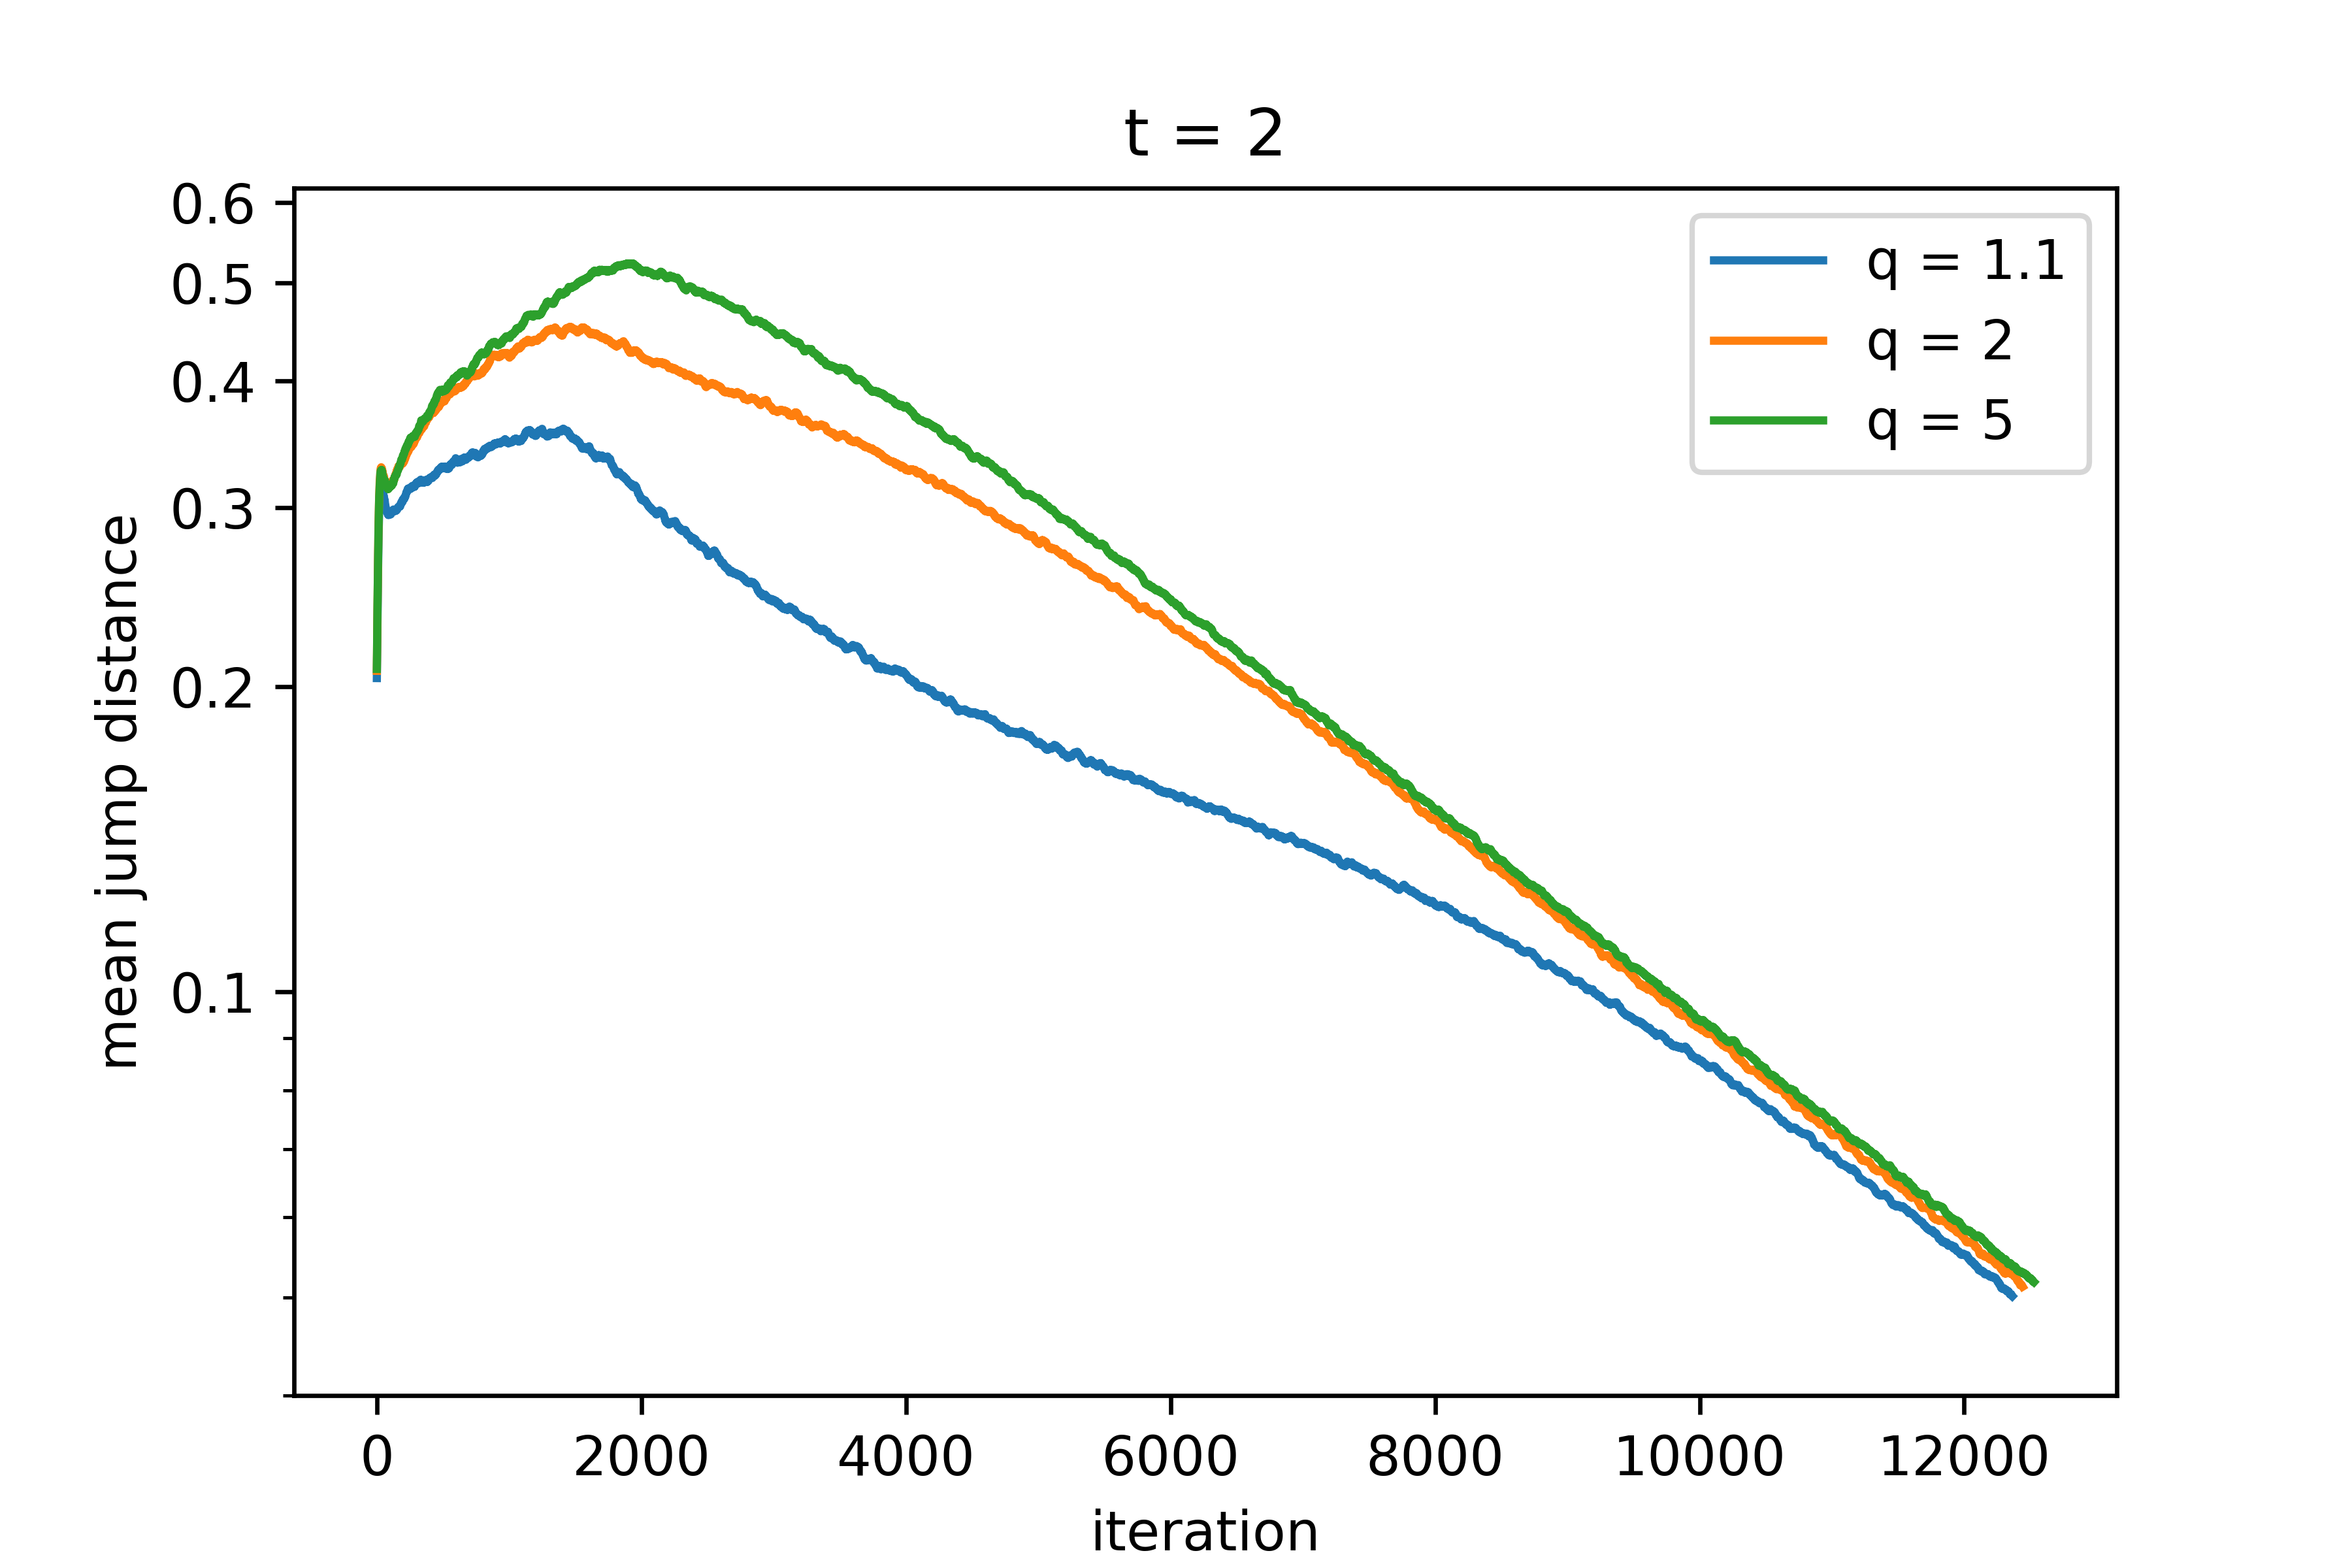 t = 2
0.6
0.5
0.4
0.3
0.2
0.1
mean jump distance
q = 1.1
q = 2
q = 5
0 2000 4000 6000 8000 10000 12000
iteration